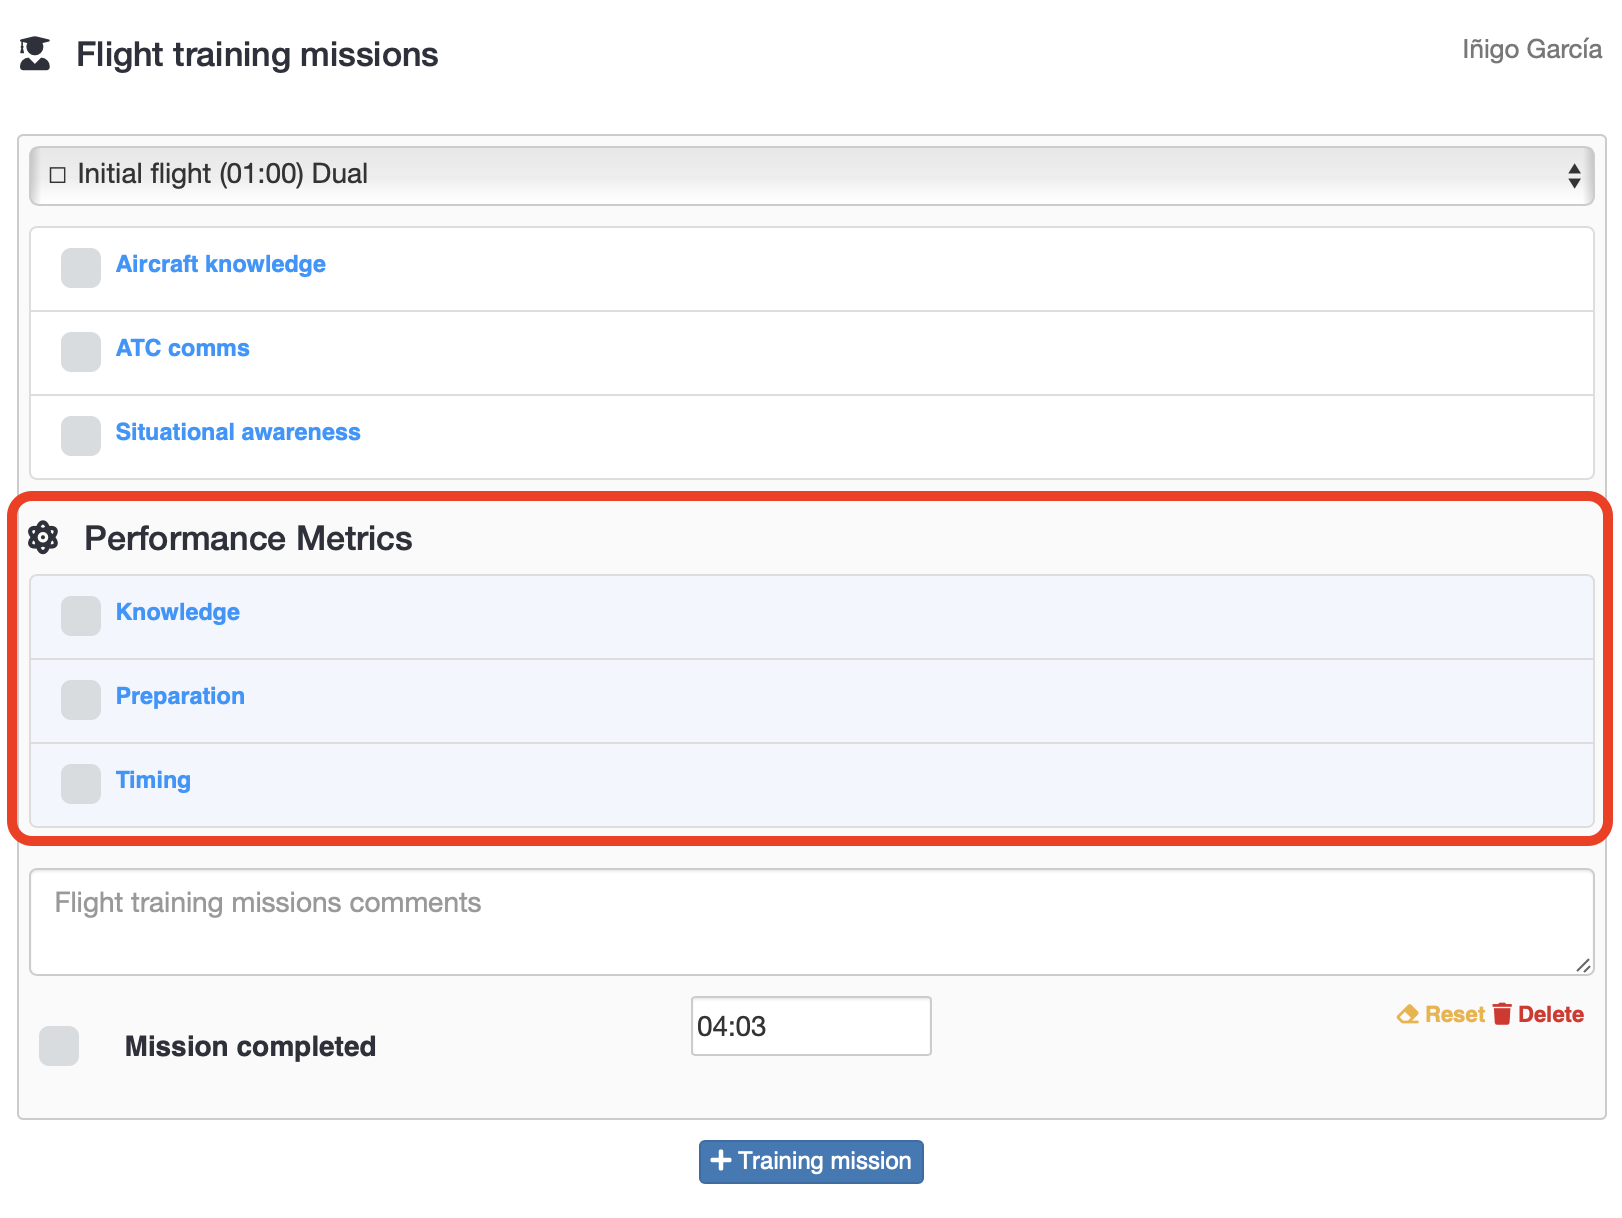 Flight training missions
Iñigo García
Initial flight (01:00) Dual
Aircraft knowledge
ATC comms
Situational awareness
Performance Metrics
Knowledge
Preparation
Timing
Flight training missions comments
Mission completed
04:03
Reset Delete
+ Training mission